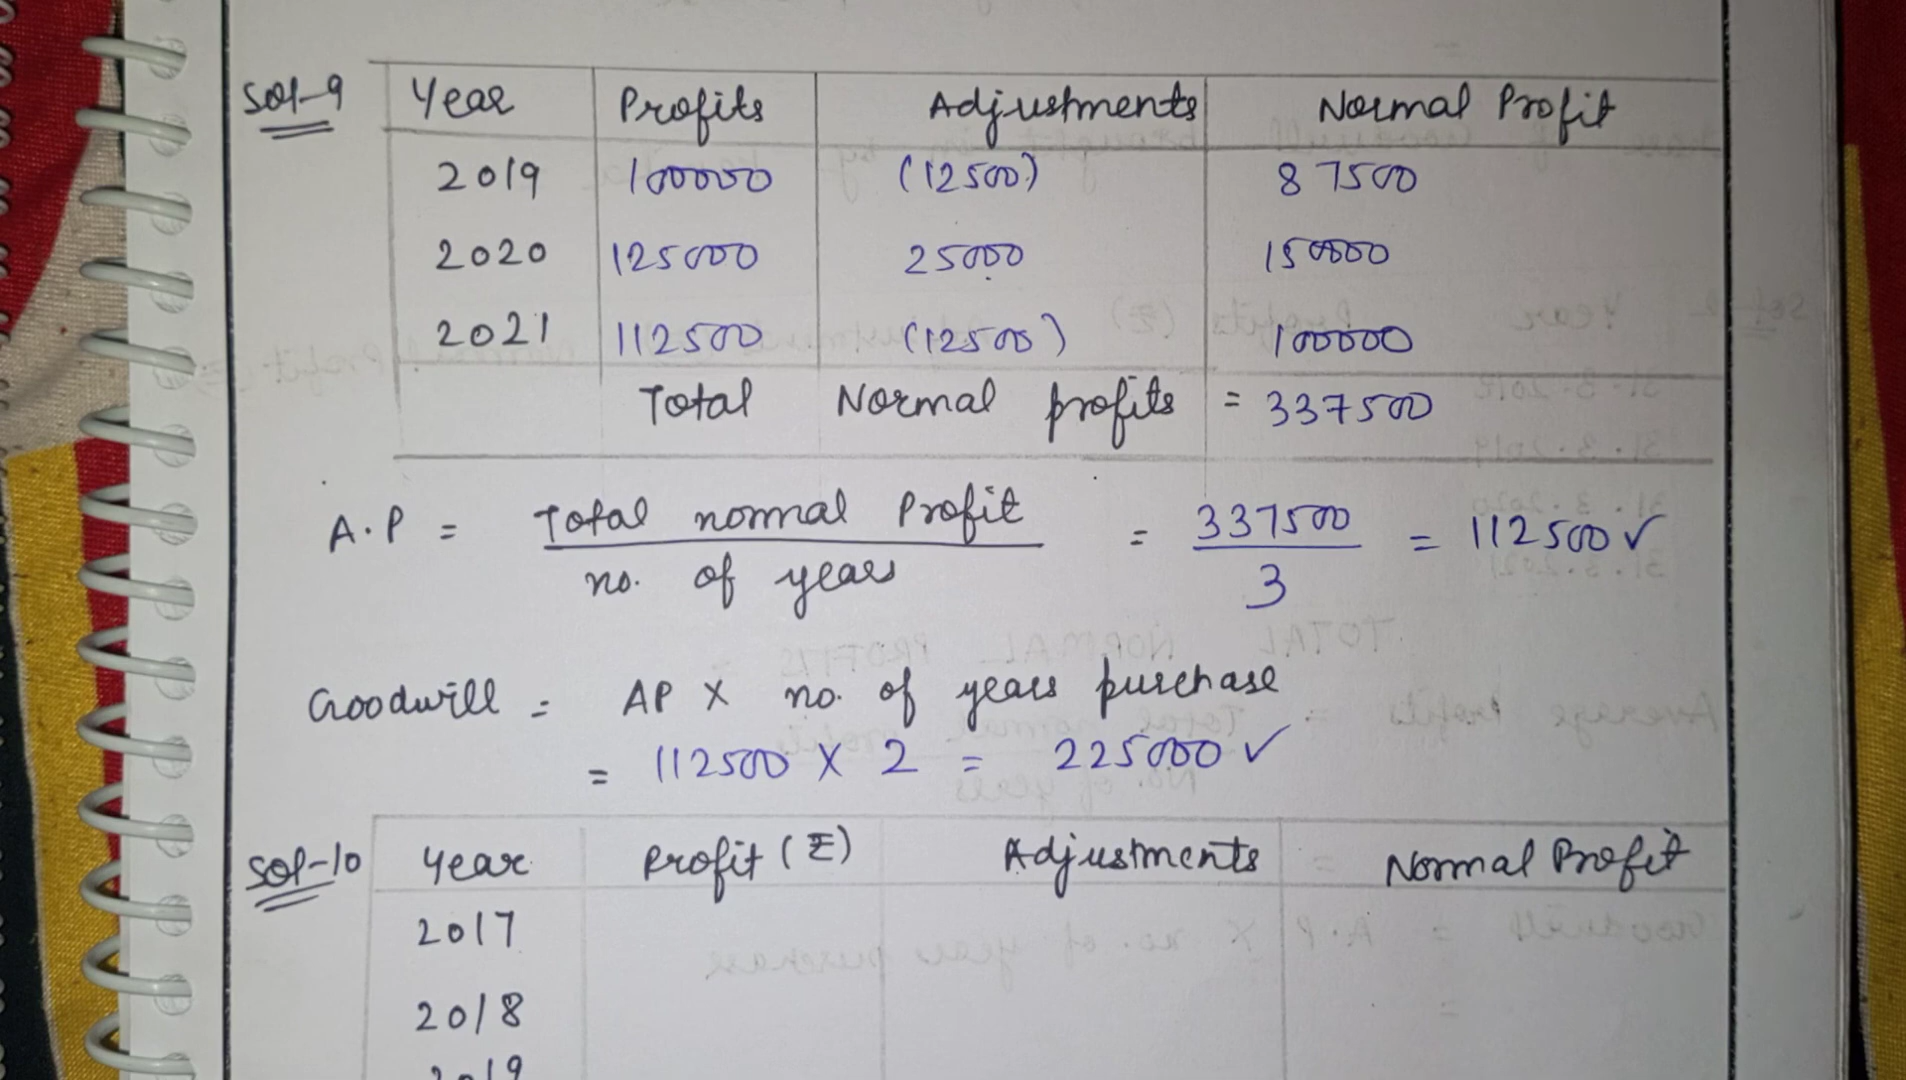 Sol-9 Year Profits Adjustments Normal Profit
2019 100000 (12500) 87500
2020 125000 25000 150000
2021 112500 (12500) 100000
Total Normal profits = 337500
A.P = Total normal Profit / no. of years = 337500 / 3 = 112500 ✓
Goodwill = AP X no. of years purchase
= 112500 X 2 = 225000 ✓
Sol-10 Year Profit (₹) Adjustments Normal Profit
2017
2018
2019